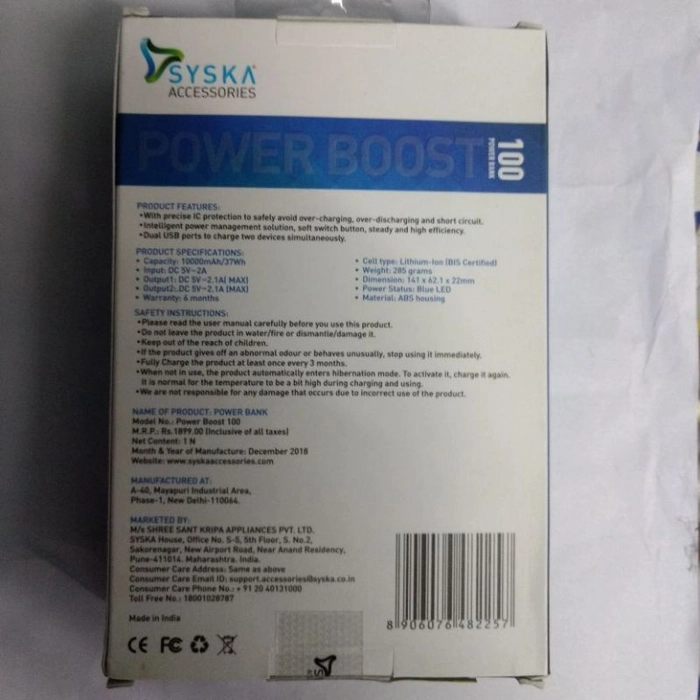 SYSKA
ACCESSORIES
POWER BOOST
100
POWER BANK
PRODUCT FEATURES:
•With precise IC protection to safely avoid over-charging, over-discharging and short circuit.
•Intelligent power management solution, soft switch button, steady and high efficiency.
•Dual USB ports to charge two devices simultaneously.
PRODUCT SPECIFICATIONS:
• Capacity: 10000mAh/37Wh
• Input: DC 5V-2A
• Output1: DC 5V-2.1A( MAX)
• Output2:.DC 5V-2.1A (MAX)
• Warranty: 6 months
• Cell type: Lithium-Ion (BIS Certified)
• Weight: 285 grams
• Dimension: 141 x 62.1 x 22mm
• Power Status: Blue LED
• Material: ABS housing
SAFETY INSTRUCTIONS:
•Please read the user manual carefully before you use this product.
•Do not leave the product in water/fire or dismantle/damage it.
•Keep out of the reach of children.
•If the product gives off an abnormal odour or behaves unusually, stop using it immediately.
•Fully Charge the product at least once every 3 months.
•When not in use, the product automatically enters hibernation mode. To activate it, charge it again.
It is normal for the temperature to be a bit high during charging and using.
•We are not responsible for any damage that occurs due to incorrect use of the product.
NAME OF PRODUCT: POWER BANK
Model No.: Power Boost 100
M.R.P.: Rs. 1899.00 (Inclusive of all taxes)
Net Content: 1 N
Month & Year of Manufacture: December 2018
Website: www.syskaaccessories.com
MANUFACTURED AT:
A-40, Mayapuri Industrial Area,
Phase-1, New Delhi-110064.
MARKETED BY:
M/s SHREE SANT KRIPA APPLIANCES PVT. LTD.
SYSKA House, Office No. 5-8, 5th Floor, S. No.2,
Sakorenagar, New Airport Road, Near Anand Residency,
Pune-411014. Maharashtra. India.
Consumer Care Address: Same as above
Consumer Care Email ID: support.accessories@syska.co.in
Consumer Care Phone No.: + 91 20 40131000
Toll Free No.: 18001028787
Made in India
CE FC
8 906076 482257